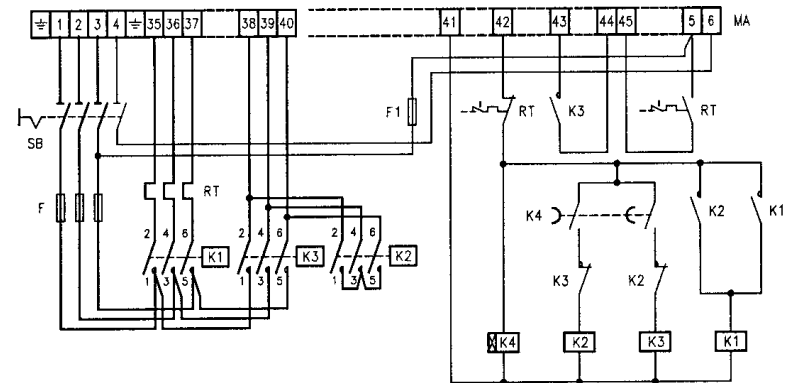 1 2 3 4 35 36 37 38 39 40 41 42 43 44 45 5 6 MA
F1 RT K3 RT
SB
F RT
K4 K2 K1
2 4 6 K1 2 4 6 K3 2 4 6 K2
K3 K2
1 3 5 1 3 5 1 3 5
K4 K2 K3 K1